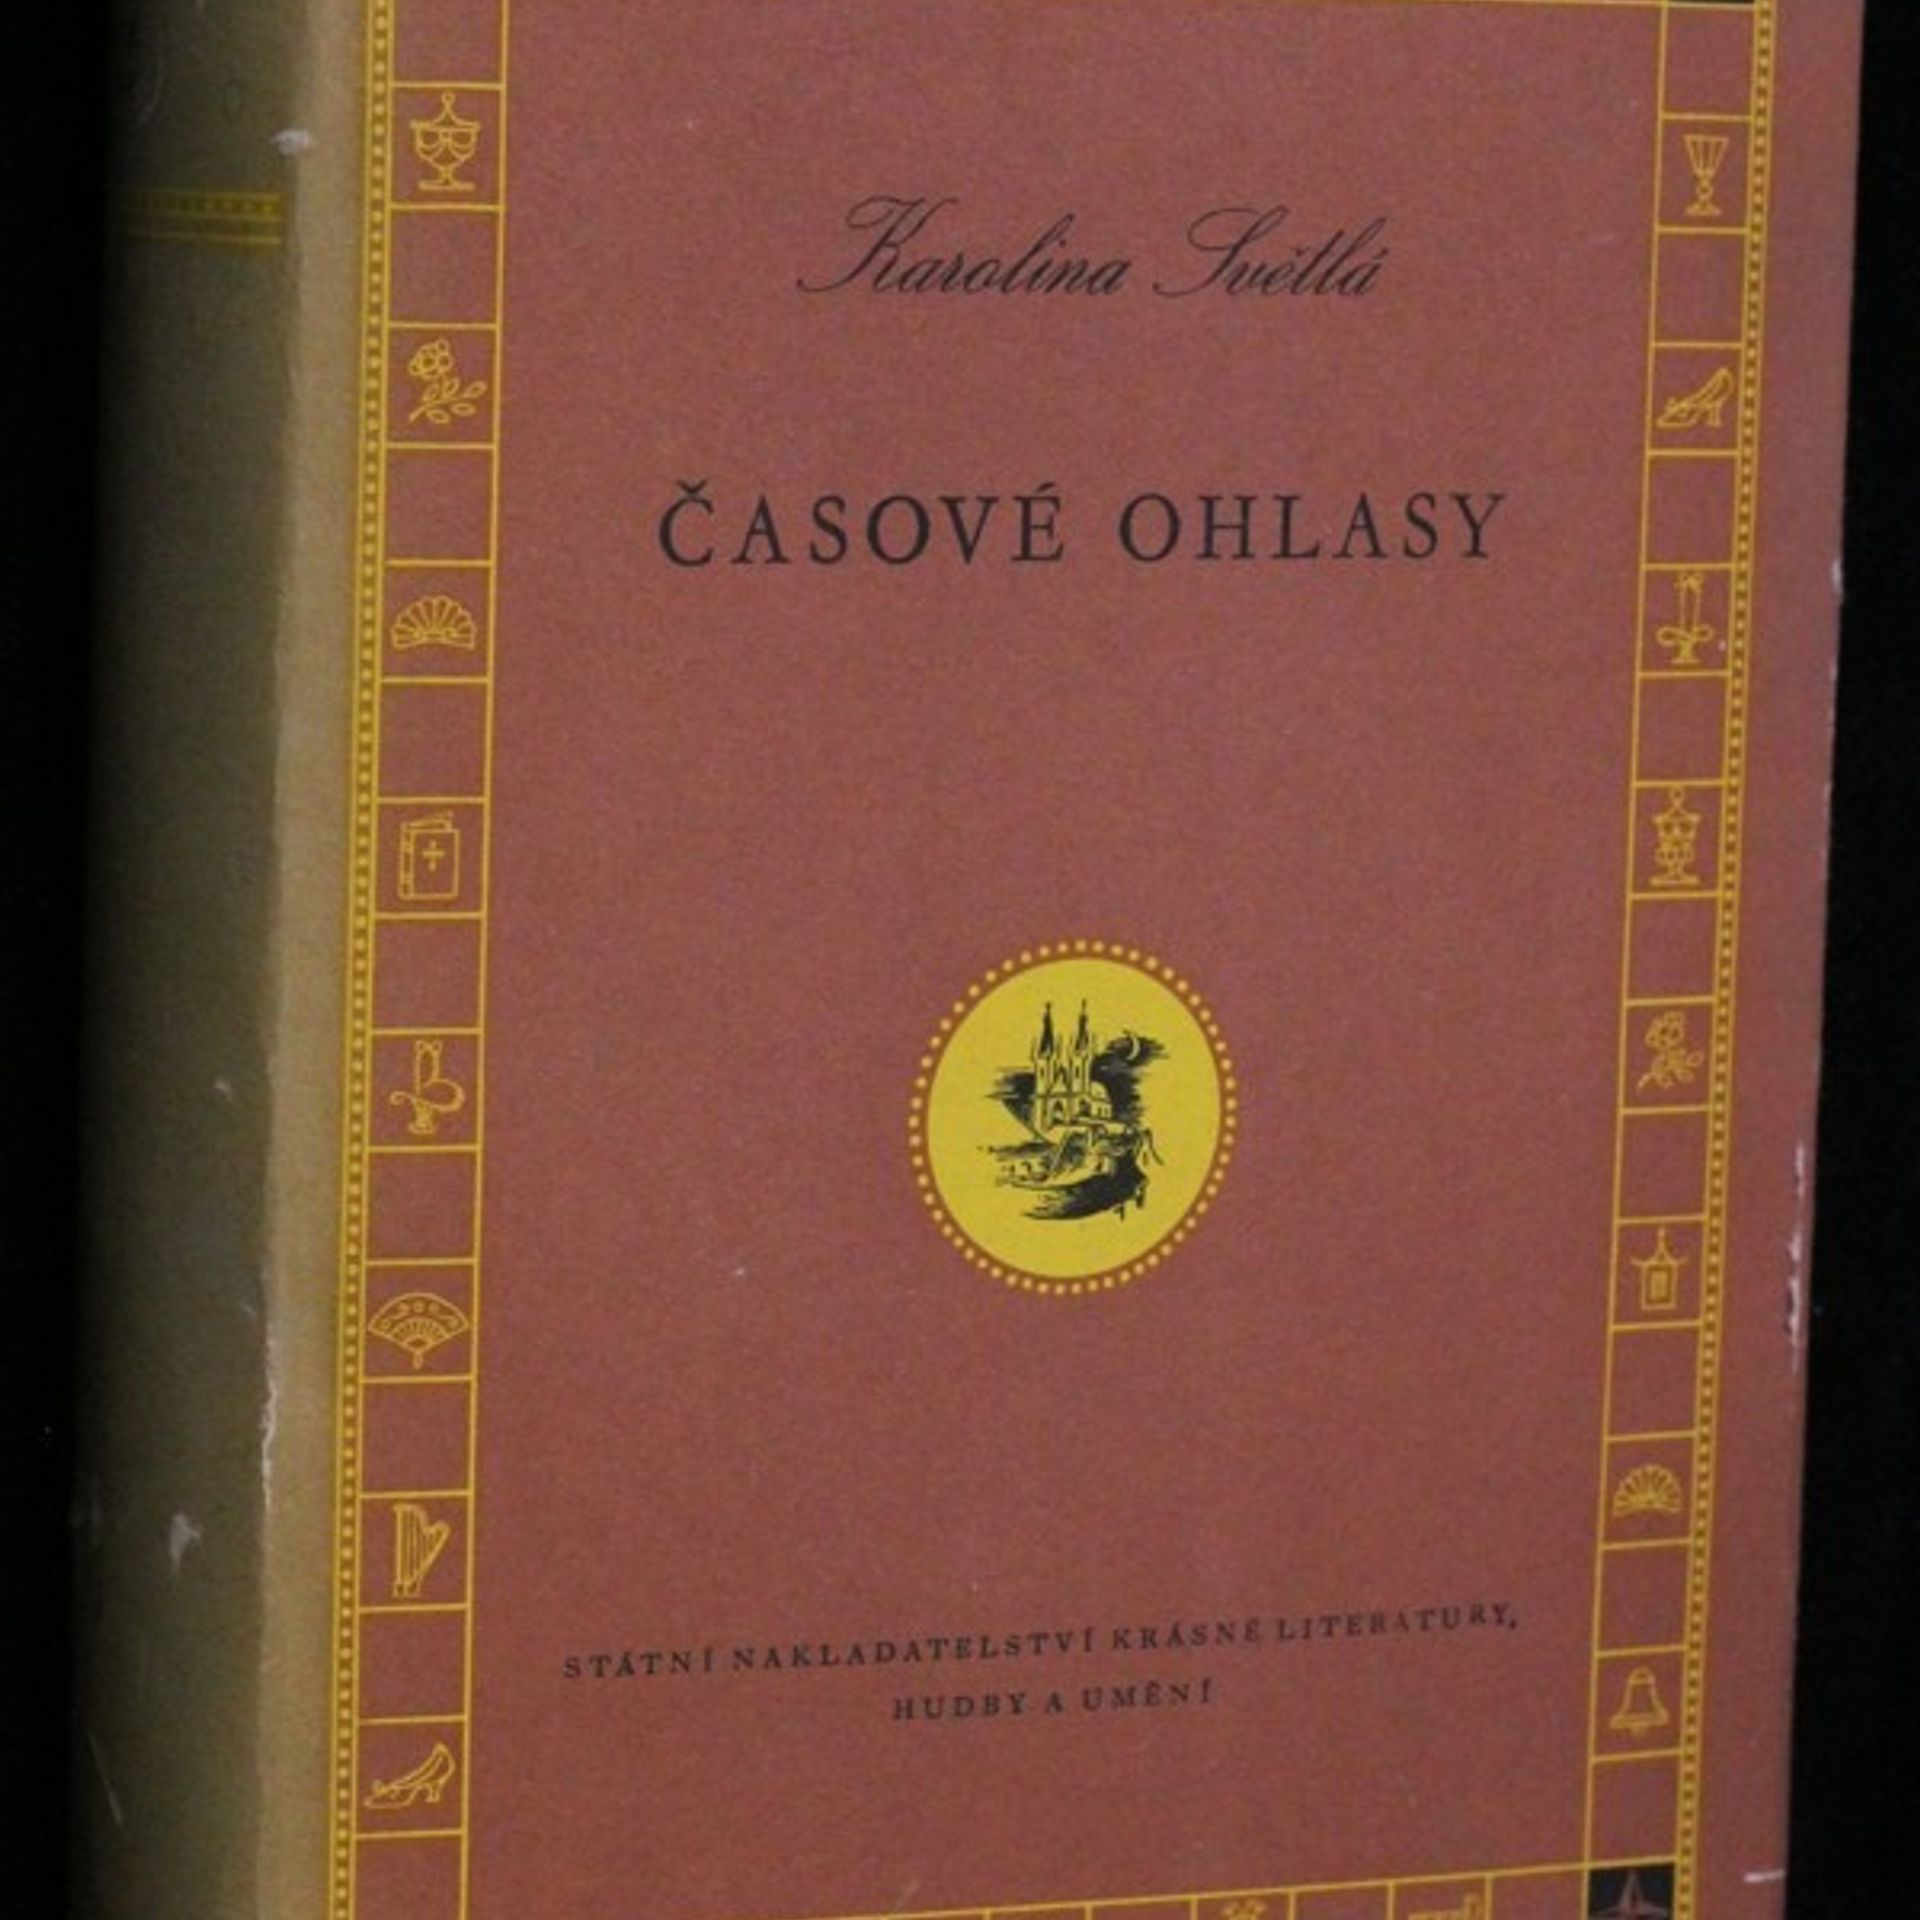 Karolina Světlá
ČASOVÉ OHLASY
STÁTNÍ NAKLADATELSTVÍ KRÁSNÉ LITERATURY,
HUDBY A UMĚNÍ